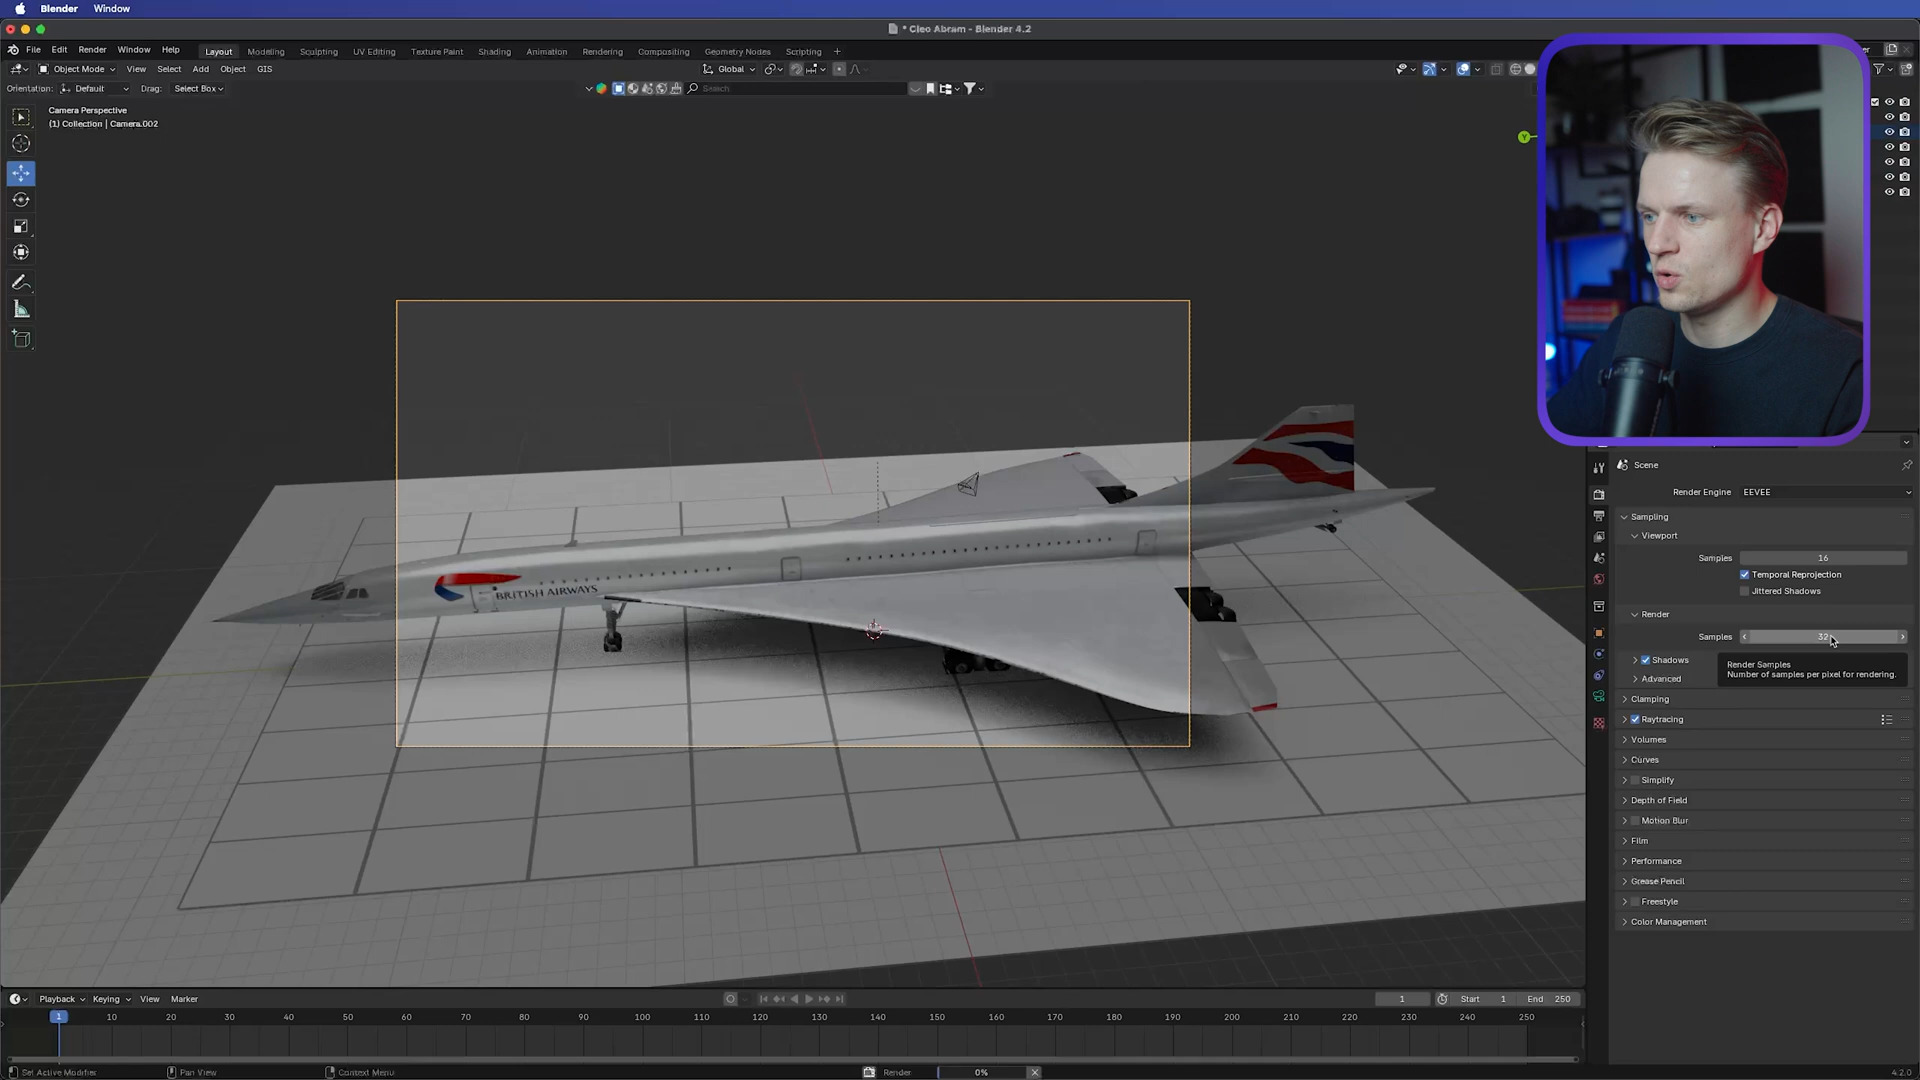 Blender Window
* Cleo Abram - Blender 4.2
File Edit Render Window Help Layout Modeling Sculpting UV Editing Texture Paint Shading Animation Rendering Compositing Geometry Nodes Scripting +
Object Mode View Select Add Object GIS Global
Orientation: Default Drag: Select Box Search
Camera Perspective
(1) Collection | Camera.002
Y
BRITISH AIRWAYS
Scene
Render Engine EEVEE
Sampling
Viewport
Samples 16
Temporal Reprojection
Jittered Shadows
Render
Samples 32
Shadows
Advanced
Render Samples
Number of samples per pixel for rendering.
Clamping
Raytracing
Volumes
Curves
Simplify
Depth of Field
Motion Blur
Film
Performance
Grease Pencil
Freestyle
Color Management
Playback Keying View Marker 1 Start 1 End 250
1 10 20 30 40 50 60 70 80 90 100 110 120 130 140 150 160 170 180 190 200 210 220 230 240 250
Set Active Modifier Pan View Context Menu Render 0% 4.2.0